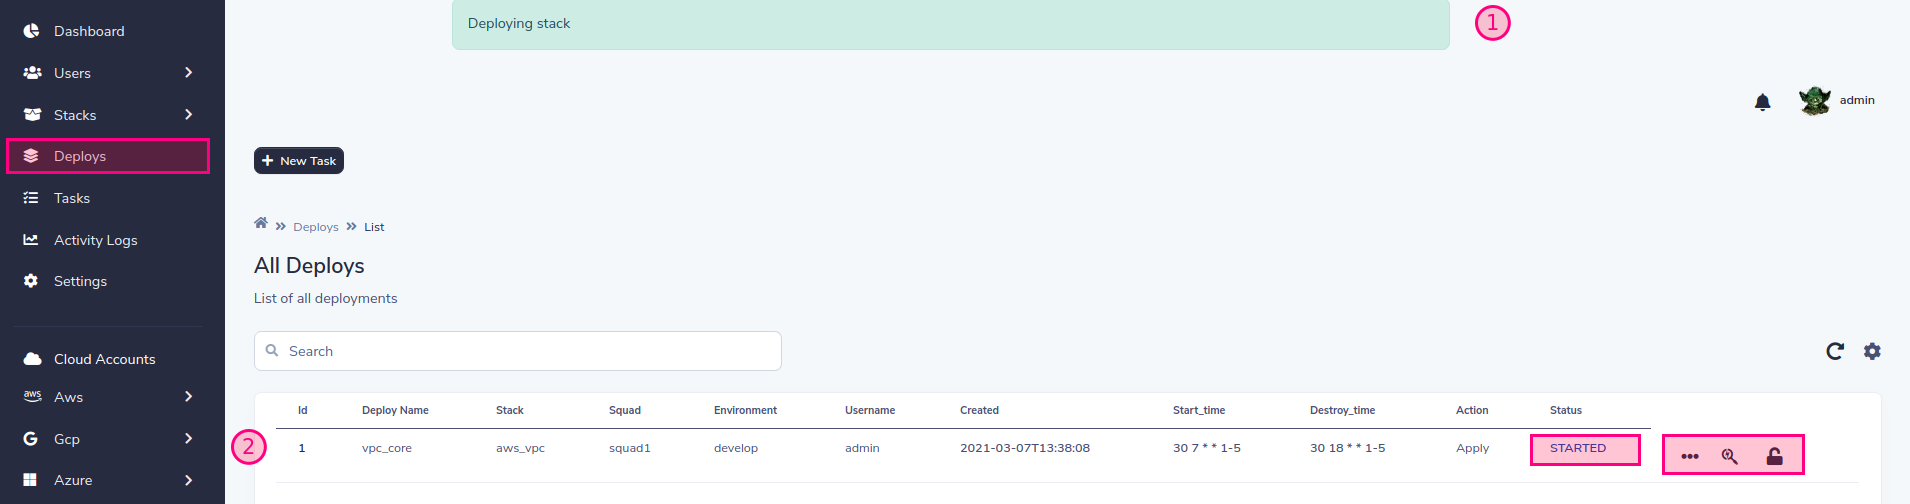 Deploying stack
1
admin
Dashboard
Users
Stacks
Deploys
Tasks
Activity Logs
Settings
Cloud Accounts
aws Aws
Gcp
Azure
New Task
Deploys List
All Deploys
List of all deployments
Search
Id Deploy Name Stack Squad Environment Username Created Start_time Destroy_time Action Status
2
1 vpc_core aws_vpc squad1 develop admin 2021-03-07T13:38:08 30 7 * * 1-5 30 18 * * 1-5 Apply STARTED